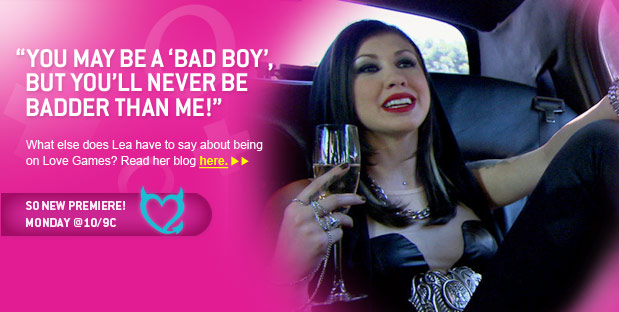 “YOU MAY BE A ‘BAD BOY’,
BUT YOU’LL NEVER BE
BADDER THAN ME!”
What else does Lea have to say about being
on Love Games? Read her blog here.
SO NEW PREMIERE!
MONDAY @10/9C